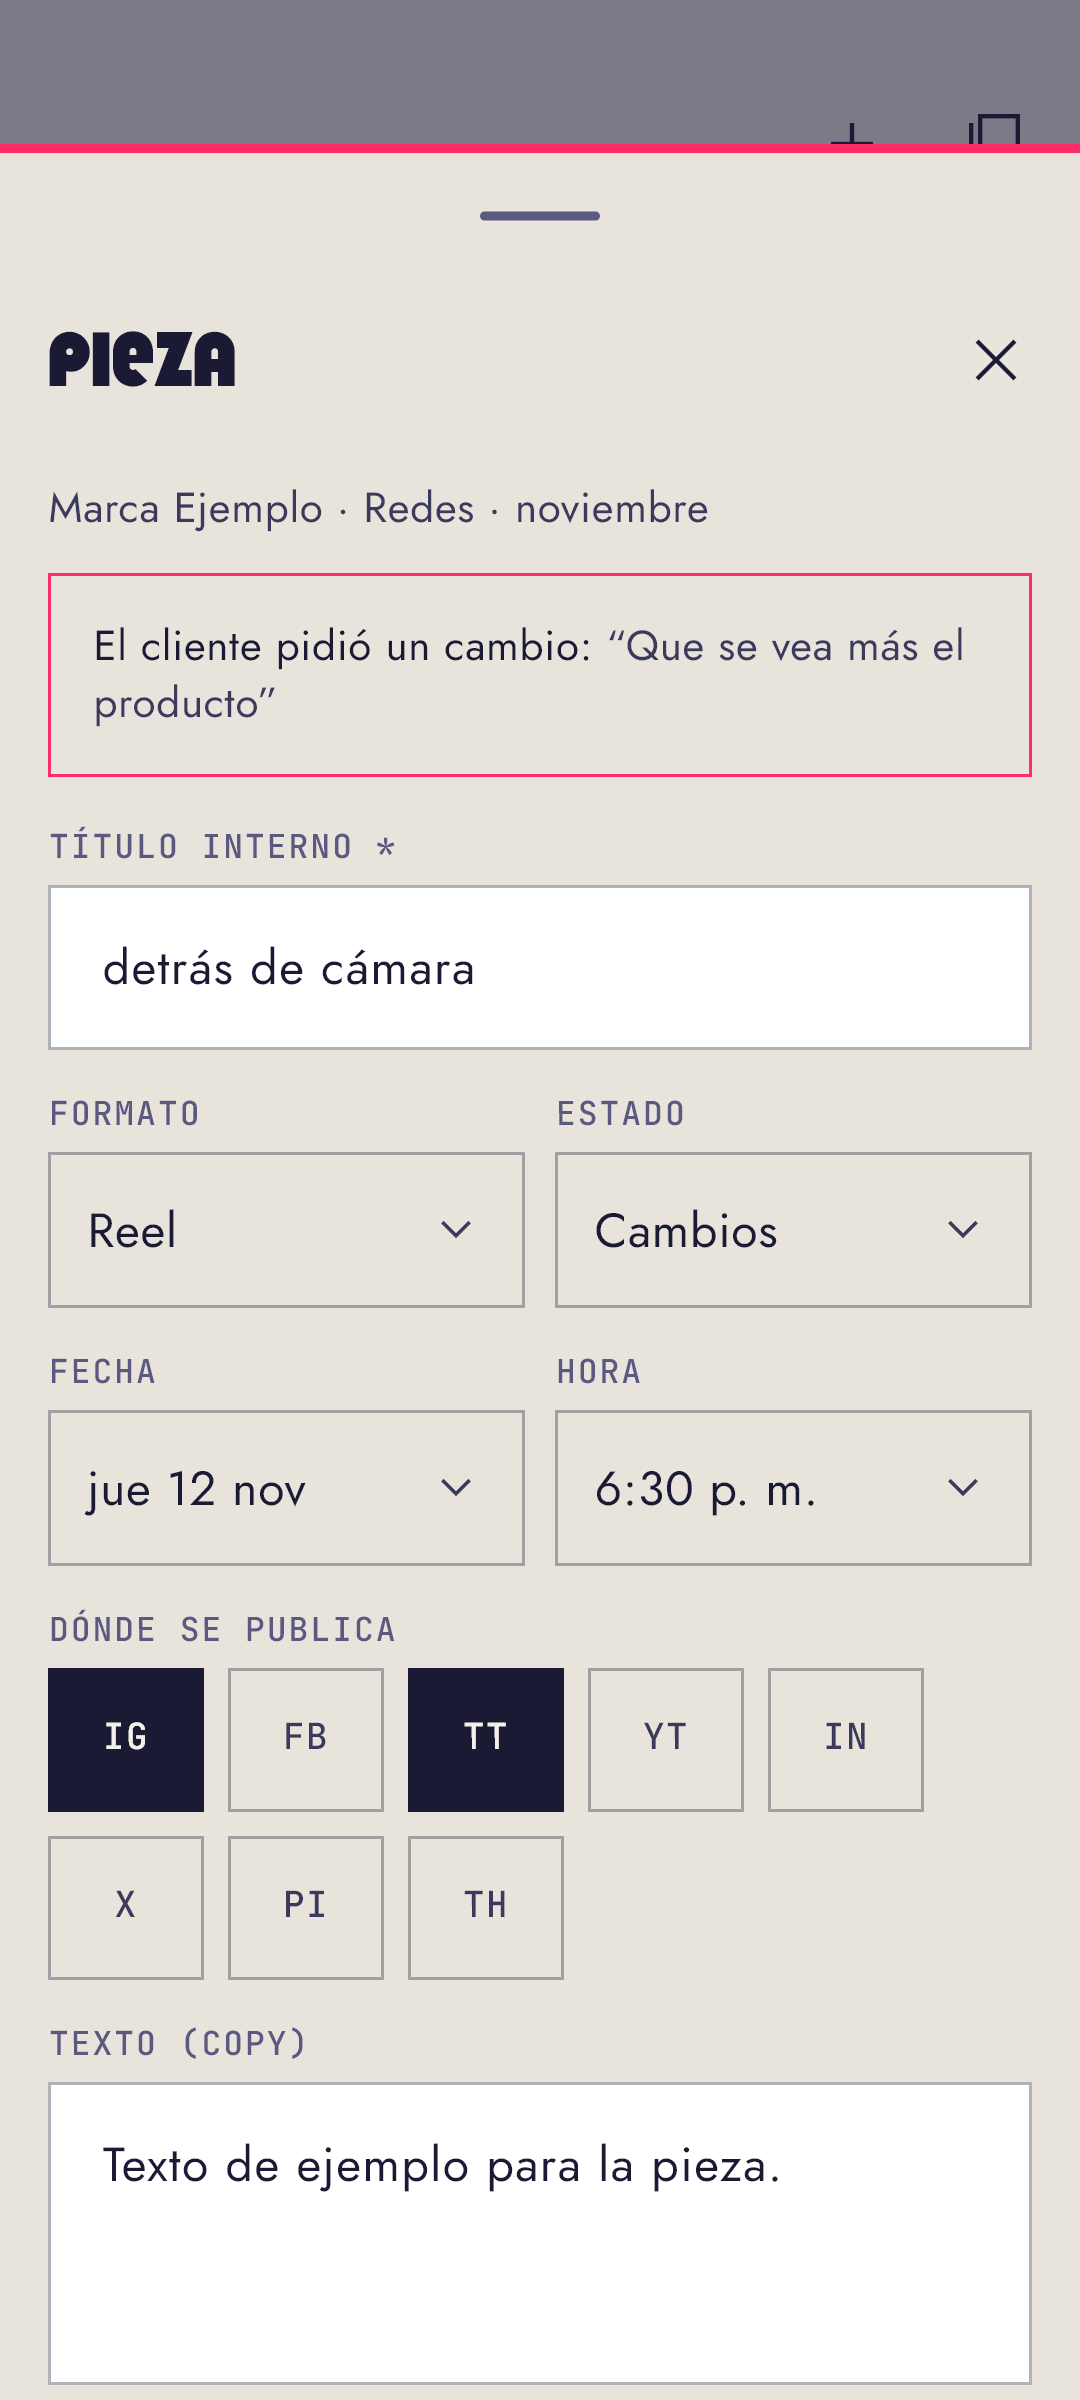 PIEZA
Marca Ejemplo · Redes · noviembre
El cliente pidió un cambio: “Que se vea más el
producto”
TÍTULO INTERNO *
detrás de cámara
FORMATO
ESTADO
Reel
Cambios
FECHA
HORA
jue 12 nov
6:30 p. m.
DÓNDE SE PUBLICA
IG FB TT YT IN
X PI TH
TEXTO (COPY)
Texto de ejemplo para la pieza.